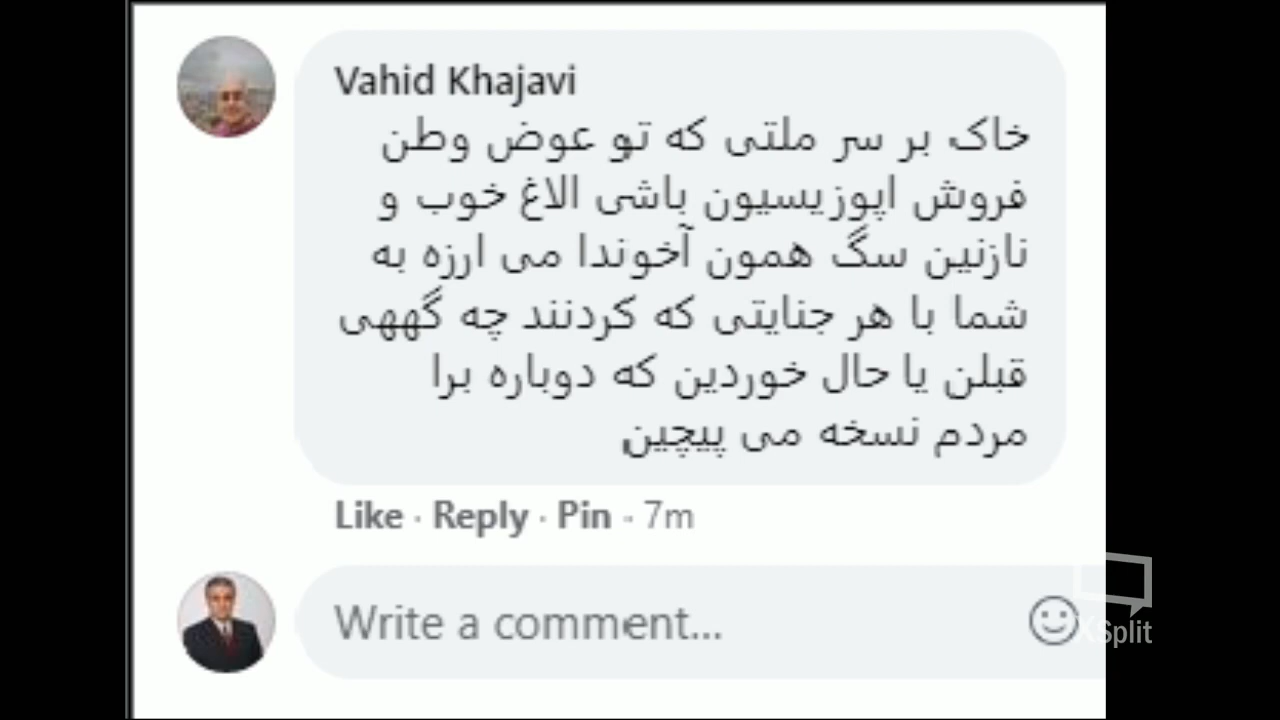 Vahid Khajavi
خاک بر سر ملتی که تو عوض وطن
فروش اپوزیسیون باشی الاغ خوب و
نازنین سگ همون آخوندا می ارزه به
شما با هر جنایتی که کردنند چه گههی
قبلن یا حال خوردین که دوباره برا
مردم نسخه می پیچین
Like · Reply · Pin · 7m
Write a comment...
XSplit